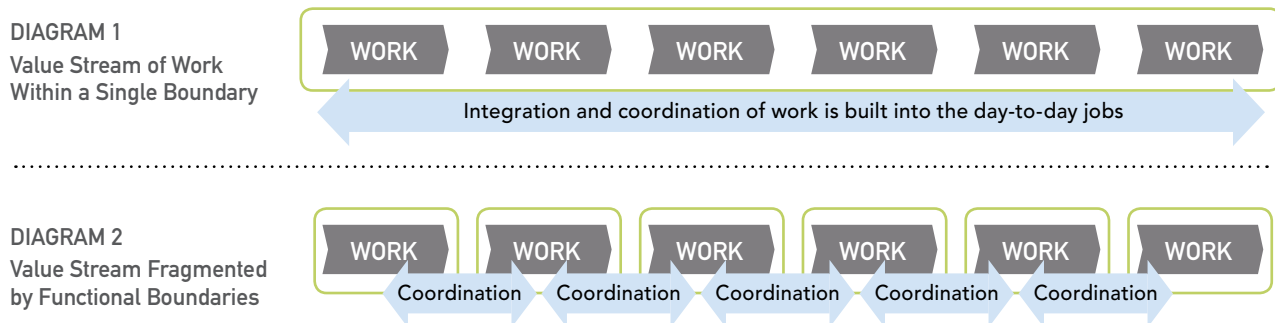 DIAGRAM 1
Value Stream of Work
Within a Single Boundary
WORK WORK WORK WORK WORK WORK
Integration and coordination of work is built into the day-to-day jobs
DIAGRAM 2
Value Stream Fragmented
by Functional Boundaries
WORK WORK WORK WORK WORK WORK
Coordination Coordination Coordination Coordination Coordination